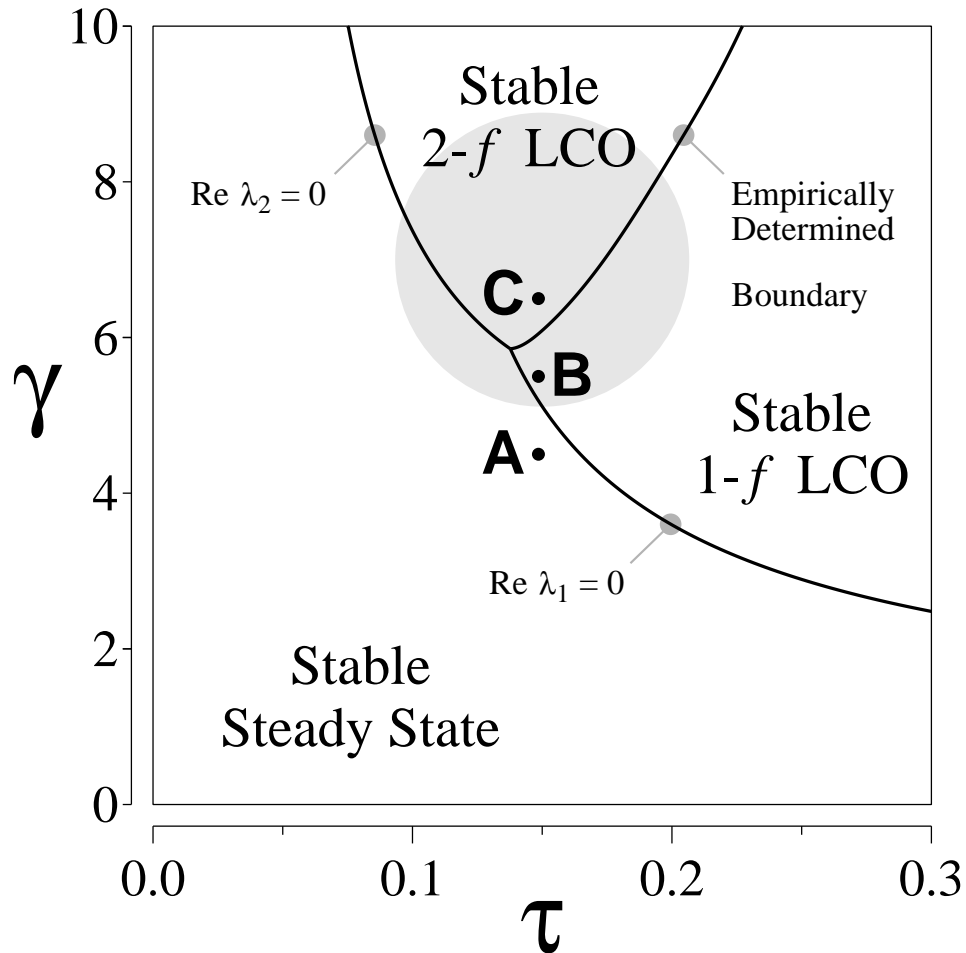 10
8
6
4
2
0
γ
Stable
2-f LCO
Re λ2 = 0
Empirically
Determined
Boundary
C
B
A
Stable
1-f LCO
Re λ1 = 0
Stable
Steady State
0.0 0.1 0.2 0.3
τ